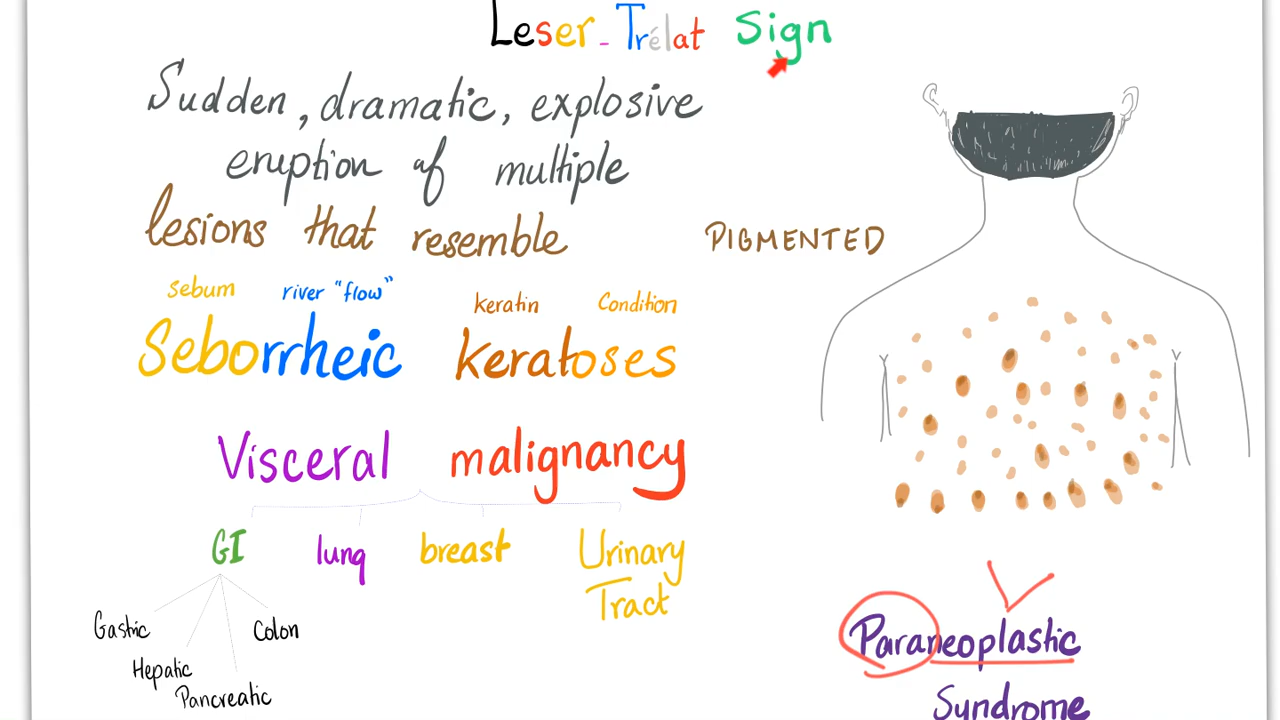 Leser-Trélat Sign
Sudden, dramatic, explosive
eruption of multiple
lesions that resemble
PIGMENTED
sebum river "flow" keratin Condition
Seborrheic keratoses
Visceral malignancy
GI lung breast Urinary
Tract
Gastric Colon
Hepatic
Pancreatic
Paraneoplastic
Syndrome